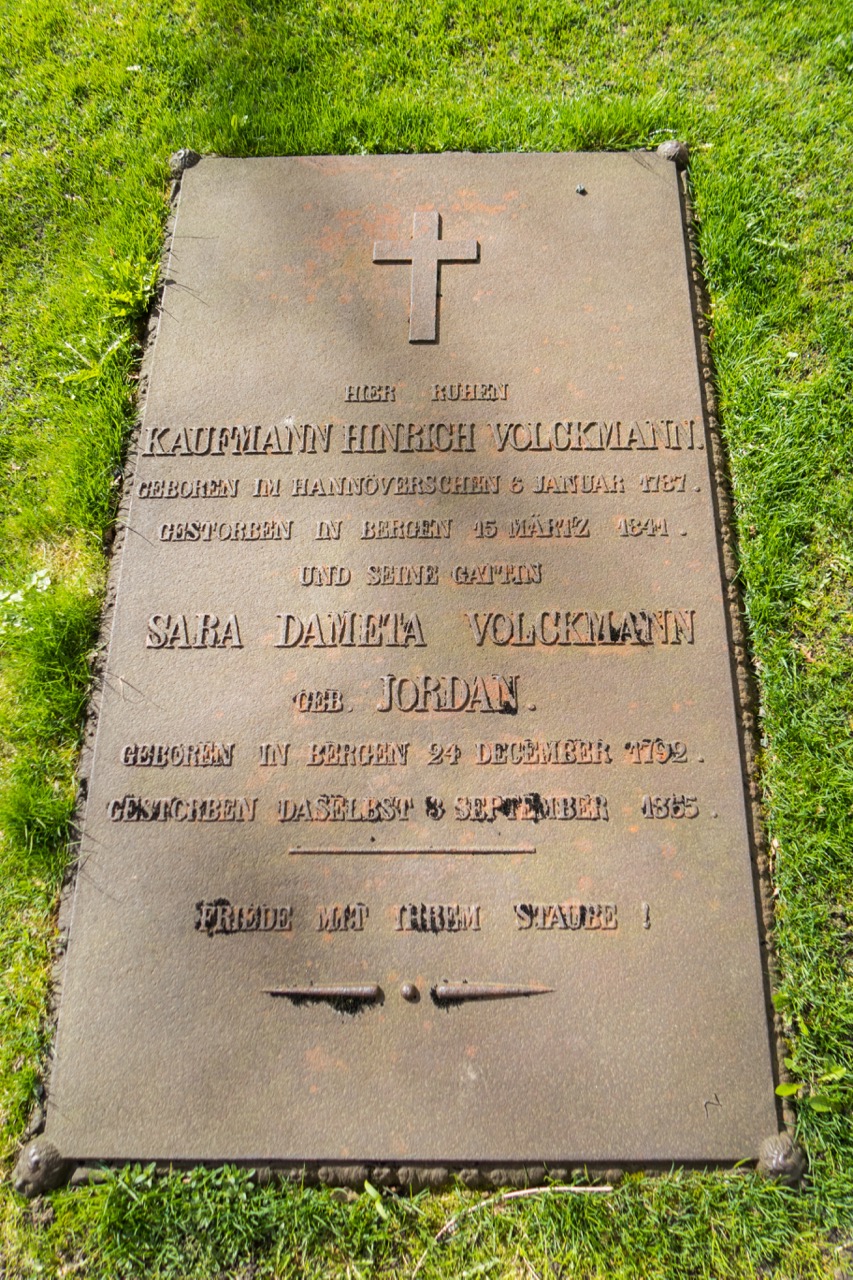 HIER RUHEN
KAUFMANN HINRICH VOLCKMANN.
GEBOREN IM HANNÖVERSCHEN 6 JANUAR 1787.
GESTORBEN IN BERGEN 15 MÄRTZ 1841.
UND SEINE GATTIN
SARA DAMETA VOLCKMANN
GEB. JORDAN.
GEBOREN IN BERGEN 24 DECEMBER 1792.
GESTORBEN DASELBST 8 SEPTEMBER 1865.
FRIEDE MIT IHREM STAUBE !